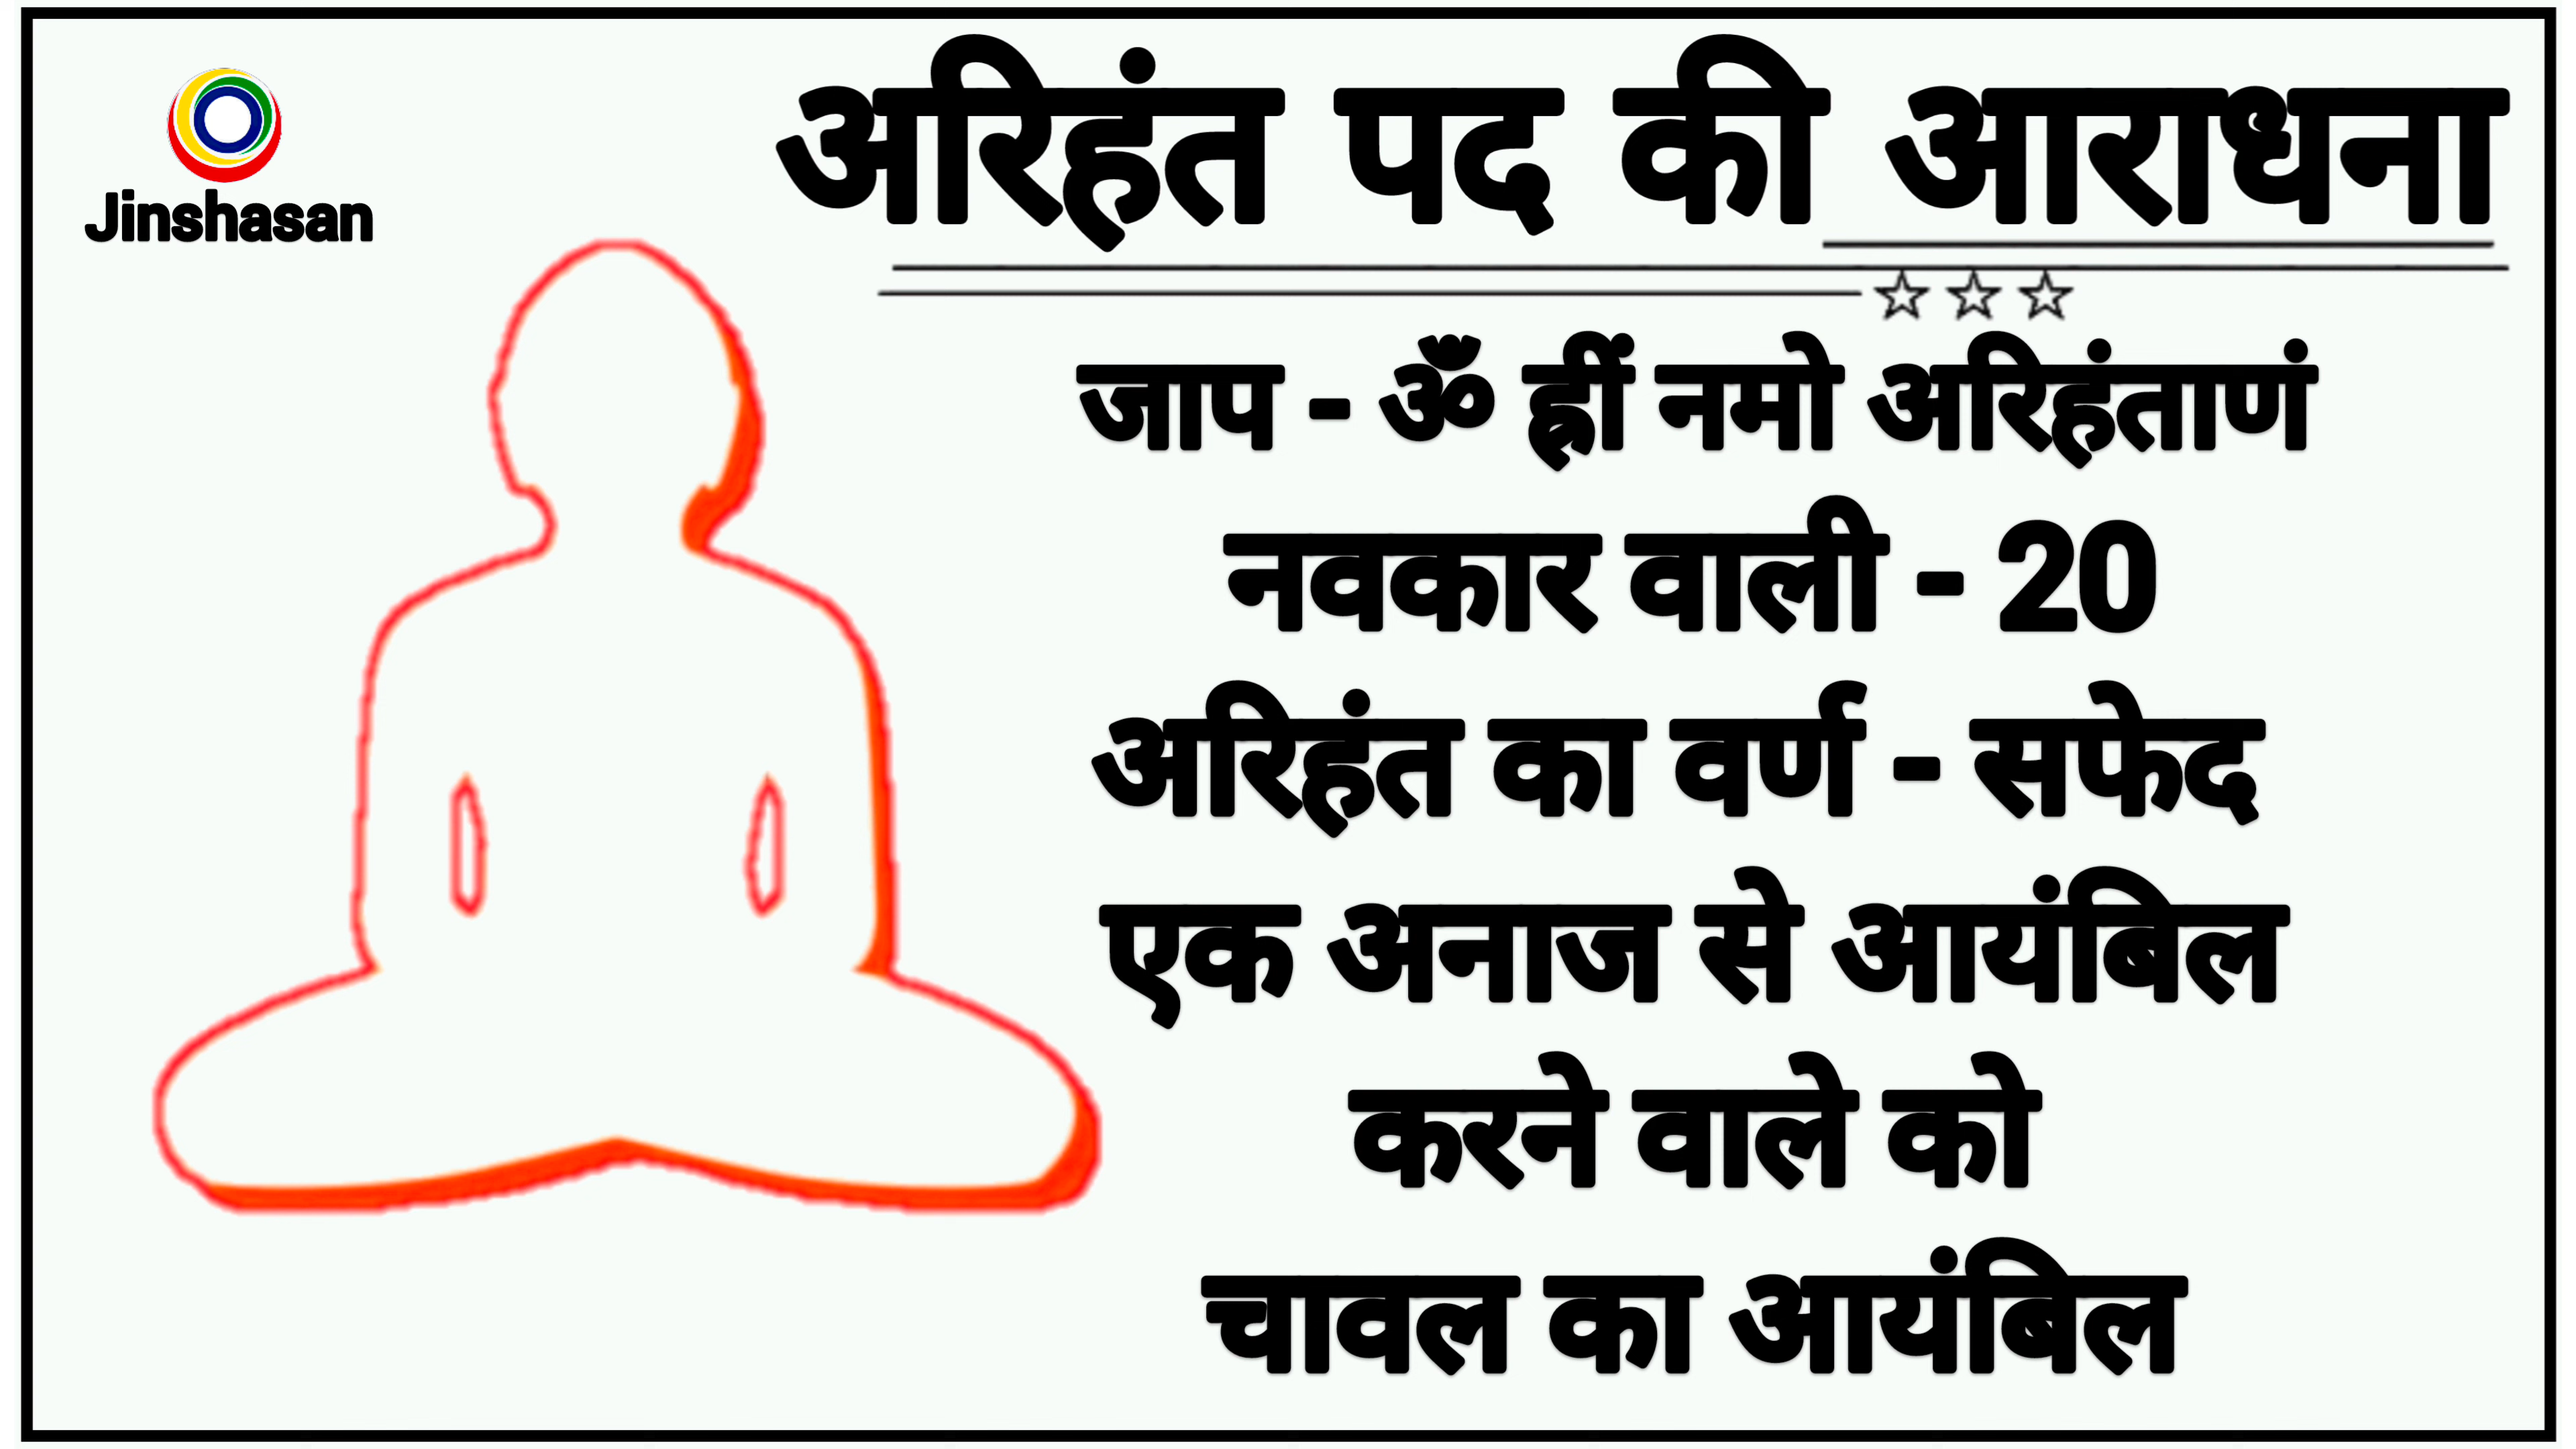 Jinshasan
अरिहंत पद की आराधना
जाप - ॐ ह्रीं नमो अरिहंताणं
नवकार वाली - 20
अरिहंत का वर्ण - सफेद
एक अनाज से आयंबिल
करने वाले को
चावल का आयंबिल